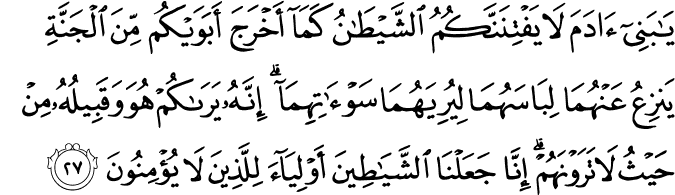 يَـٰبَنِىٓ ءَادَمَ لَا يَفْتِنَنَّكُمُ ٱلشَّيْطَـٰنُ كَمَآ أَخْرَجَ أَبَوَيْكُم مِّنَ ٱلْجَنَّةِ
يَنزِعُ عَنْهُمَا لِبَاسَهُمَا لِيُرِيَهُمَا سَوْءَٰتِهِمَآ ۗ إِنَّهُۥ يَرَىٰكُمْ هُوَ وَقَبِيلُهُۥ مِنْ
حَيْثُ لَا تَرَوْنَهُمْ ۗ إِنَّا جَعَلْنَا ٱلشَّيَـٰطِينَ أَوْلِيَآءَ لِلَّذِينَ لَا يُؤْمِنُونَ ٢٧